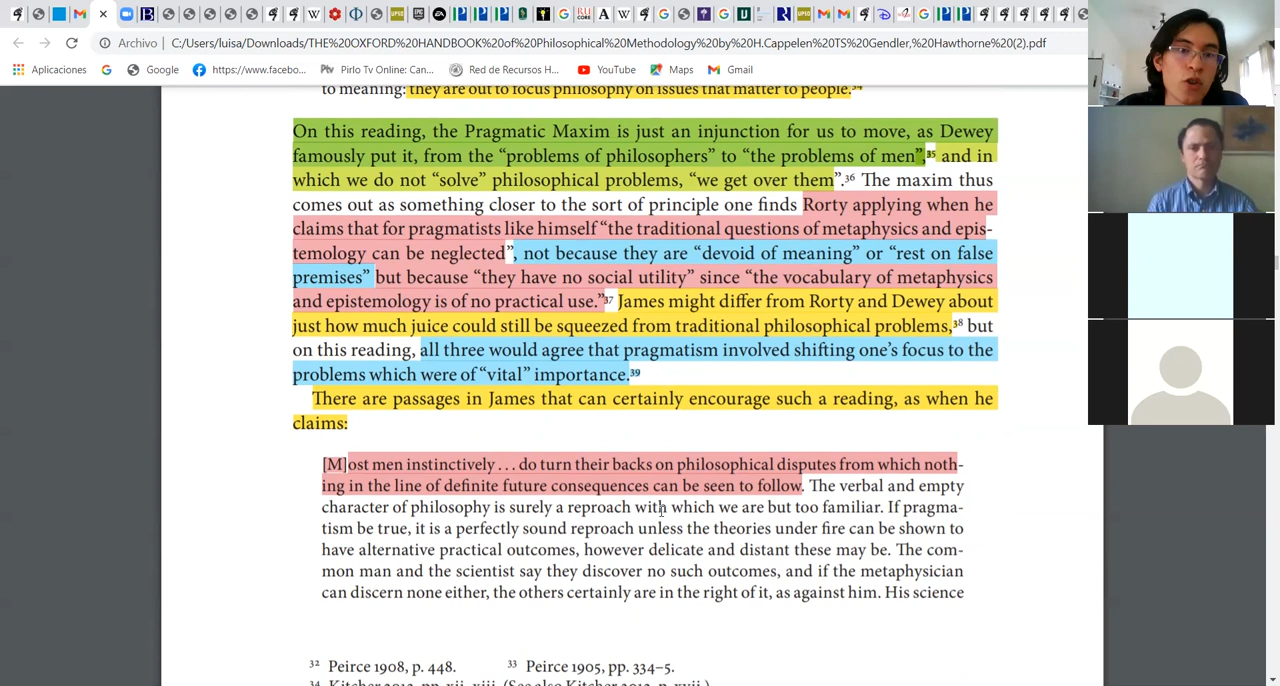 Archivo | C:/Users/luisa/Downloads/THE%20OXFORD%20HANDBOOK%20of%20Philosophical%20Methodology%20by%20H.Cappelen%20TS%20Gendler,%20Hawthorne%20(2).pdf
Aplicaciones Google https://www.facebo... Pirlo Tv Online: Can... Red de Recursos H... YouTube Maps Gmail
to meaning: they are out to focus philosophy on issues that matter to people.³⁴
On this reading, the Pragmatic Maxim is just an injunction for us to move, as Dewey
famously put it, from the “problems of philosophers” to “the problems of men”,³⁵ and in
which we do not “solve” philosophical problems, “we get over them”.³⁶ The maxim thus
comes out as something closer to the sort of principle one finds Rorty applying when he
claims that for pragmatists like himself “the traditional questions of metaphysics and epis-
temology can be neglected”, not because they are “devoid of meaning” or “rest on false
premises” but because “they have no social utility” since “the vocabulary of metaphysics
and epistemology is of no practical use.”³⁷ James might differ from Rorty and Dewey about
just how much juice could still be squeezed from traditional philosophical problems,³⁸ but
on this reading, all three would agree that pragmatism involved shifting one’s focus to the
problems which were of “vital” importance.³⁹
There are passages in James that can certainly encourage such a reading, as when he
claims:
[M]ost men instinctively . . . do turn their backs on philosophical disputes from which noth-
ing in the line of definite future consequences can be seen to follow. The verbal and empty
character of philosophy is surely a reproach with which we are but too familiar. If pragma-
tism be true, it is a perfectly sound reproach unless the theories under fire can be shown to
have alternative practical outcomes, however delicate and distant these may be. The com-
mon man and the scientist say they discover no such outcomes, and if the metaphysician
can discern none either, the others certainly are in the right of it, as against him. His science
³² Peirce 1908, p. 448. ³³ Peirce 1905, pp. 334–5.
³⁴ Kitcher 2012, pp. xii, xiii. (See also Kitcher 2012, p. xvii.)